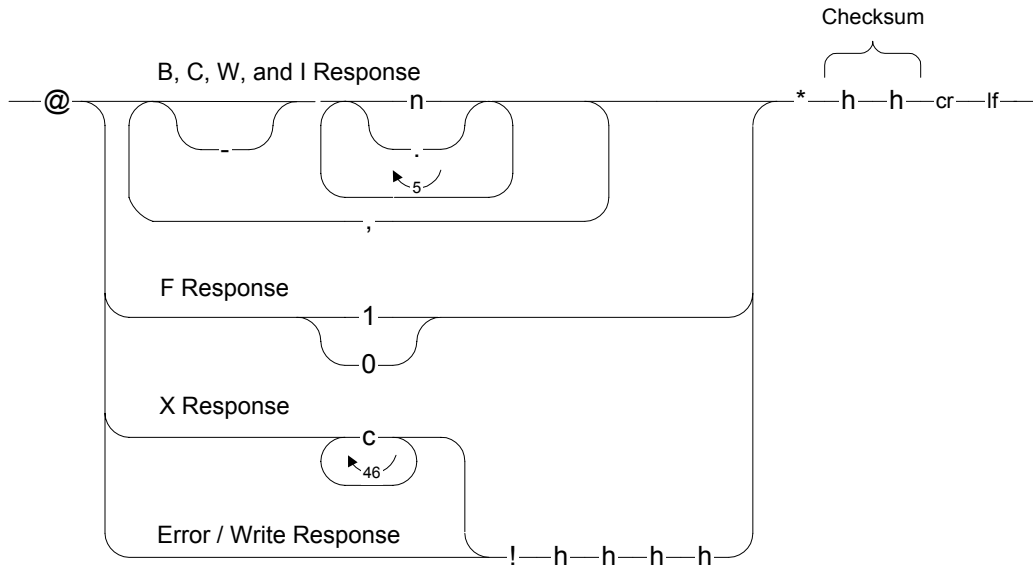 Checksum
B, C, W, and I Response
@ n * h h cr lf
- .
5
,
F Response
1
0
X Response
c
46
Error / Write Response
! h h h h